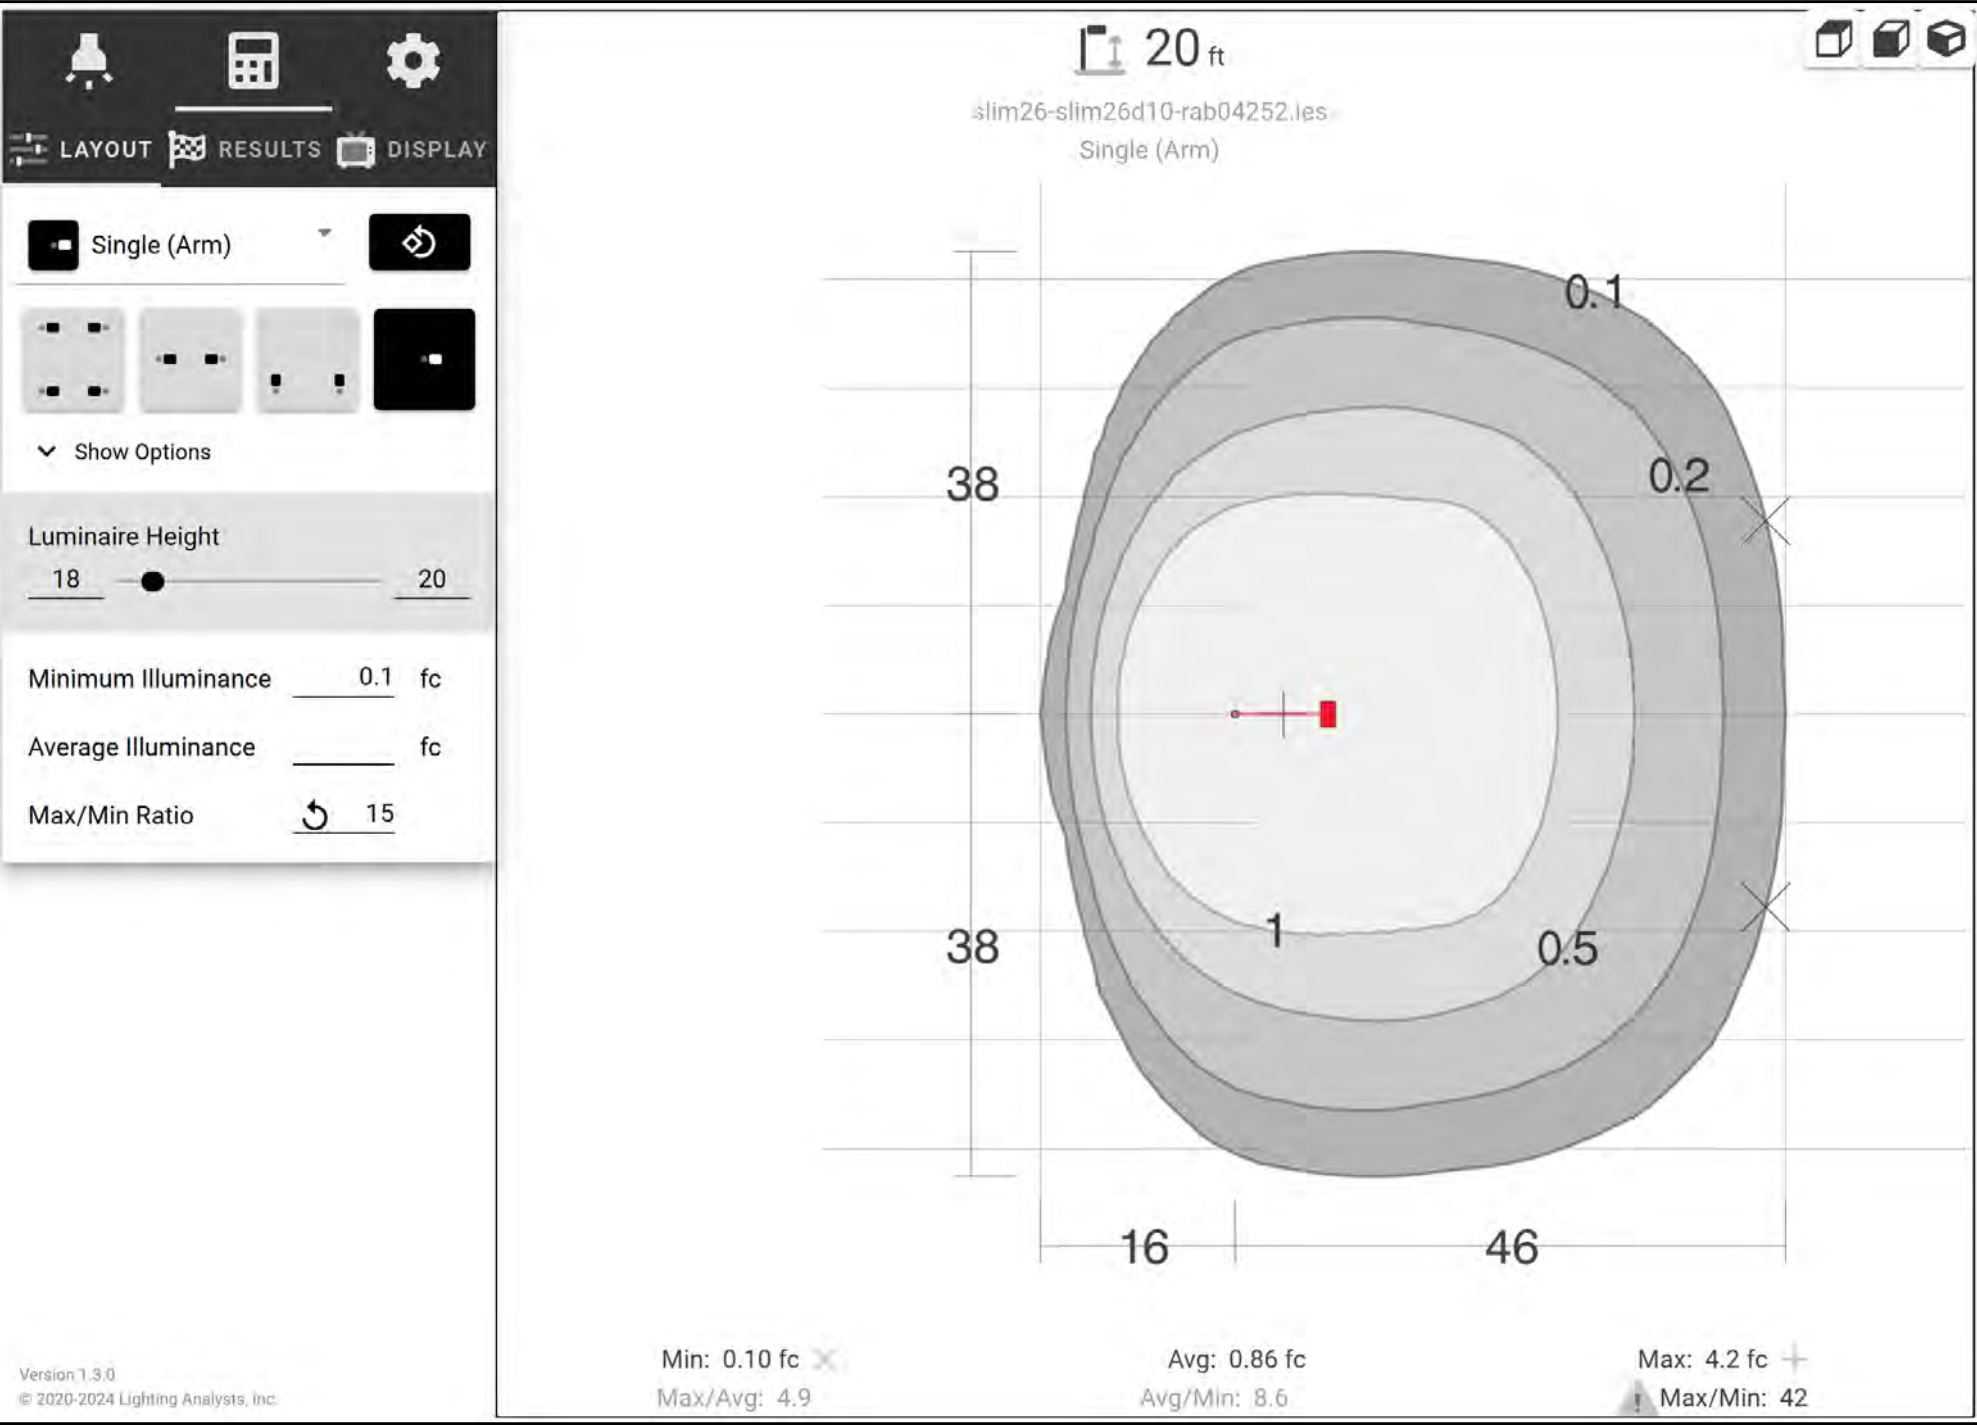 LAYOUT RESULTS DISPLAY
Single (Arm)
Show Options
Luminaire Height
18 20
Minimum Illuminance 0.1 fc
Average Illuminance fc
Max/Min Ratio 15
Version 1.3.0
© 2020-2024 Lighting Analysts, Inc.
20 ft
slim26-slim26d10-rab04252.ies
Single (Arm)
0.1
0.2
38
1
0.5
38
16 46
Min: 0.10 fc Avg: 0.86 fc Max: 4.2 fc
Max/Avg: 4.9 Avg/Min: 8.6 Max/Min: 42